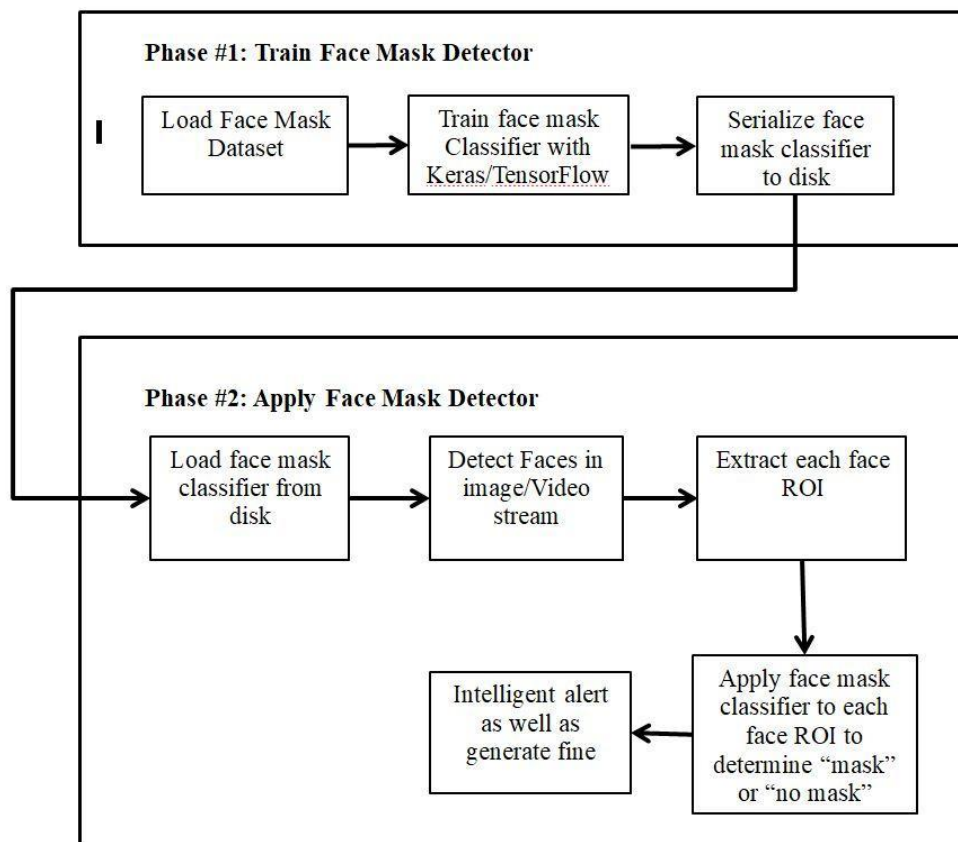 Phase #1: Train Face Mask Detector
Load Face Mask
Dataset
Train face mask
Classifier with
Keras/TensorFlow
Serialize face
mask classifier
to disk
Phase #2: Apply Face Mask Detector
Load face mask
classifier from
disk
Detect Faces in
image/Video
stream
Extract each face
ROI
Apply face mask
classifier to each
face ROI to
determine “mask”
or “no mask”
Intelligent alert
as well as
generate fine